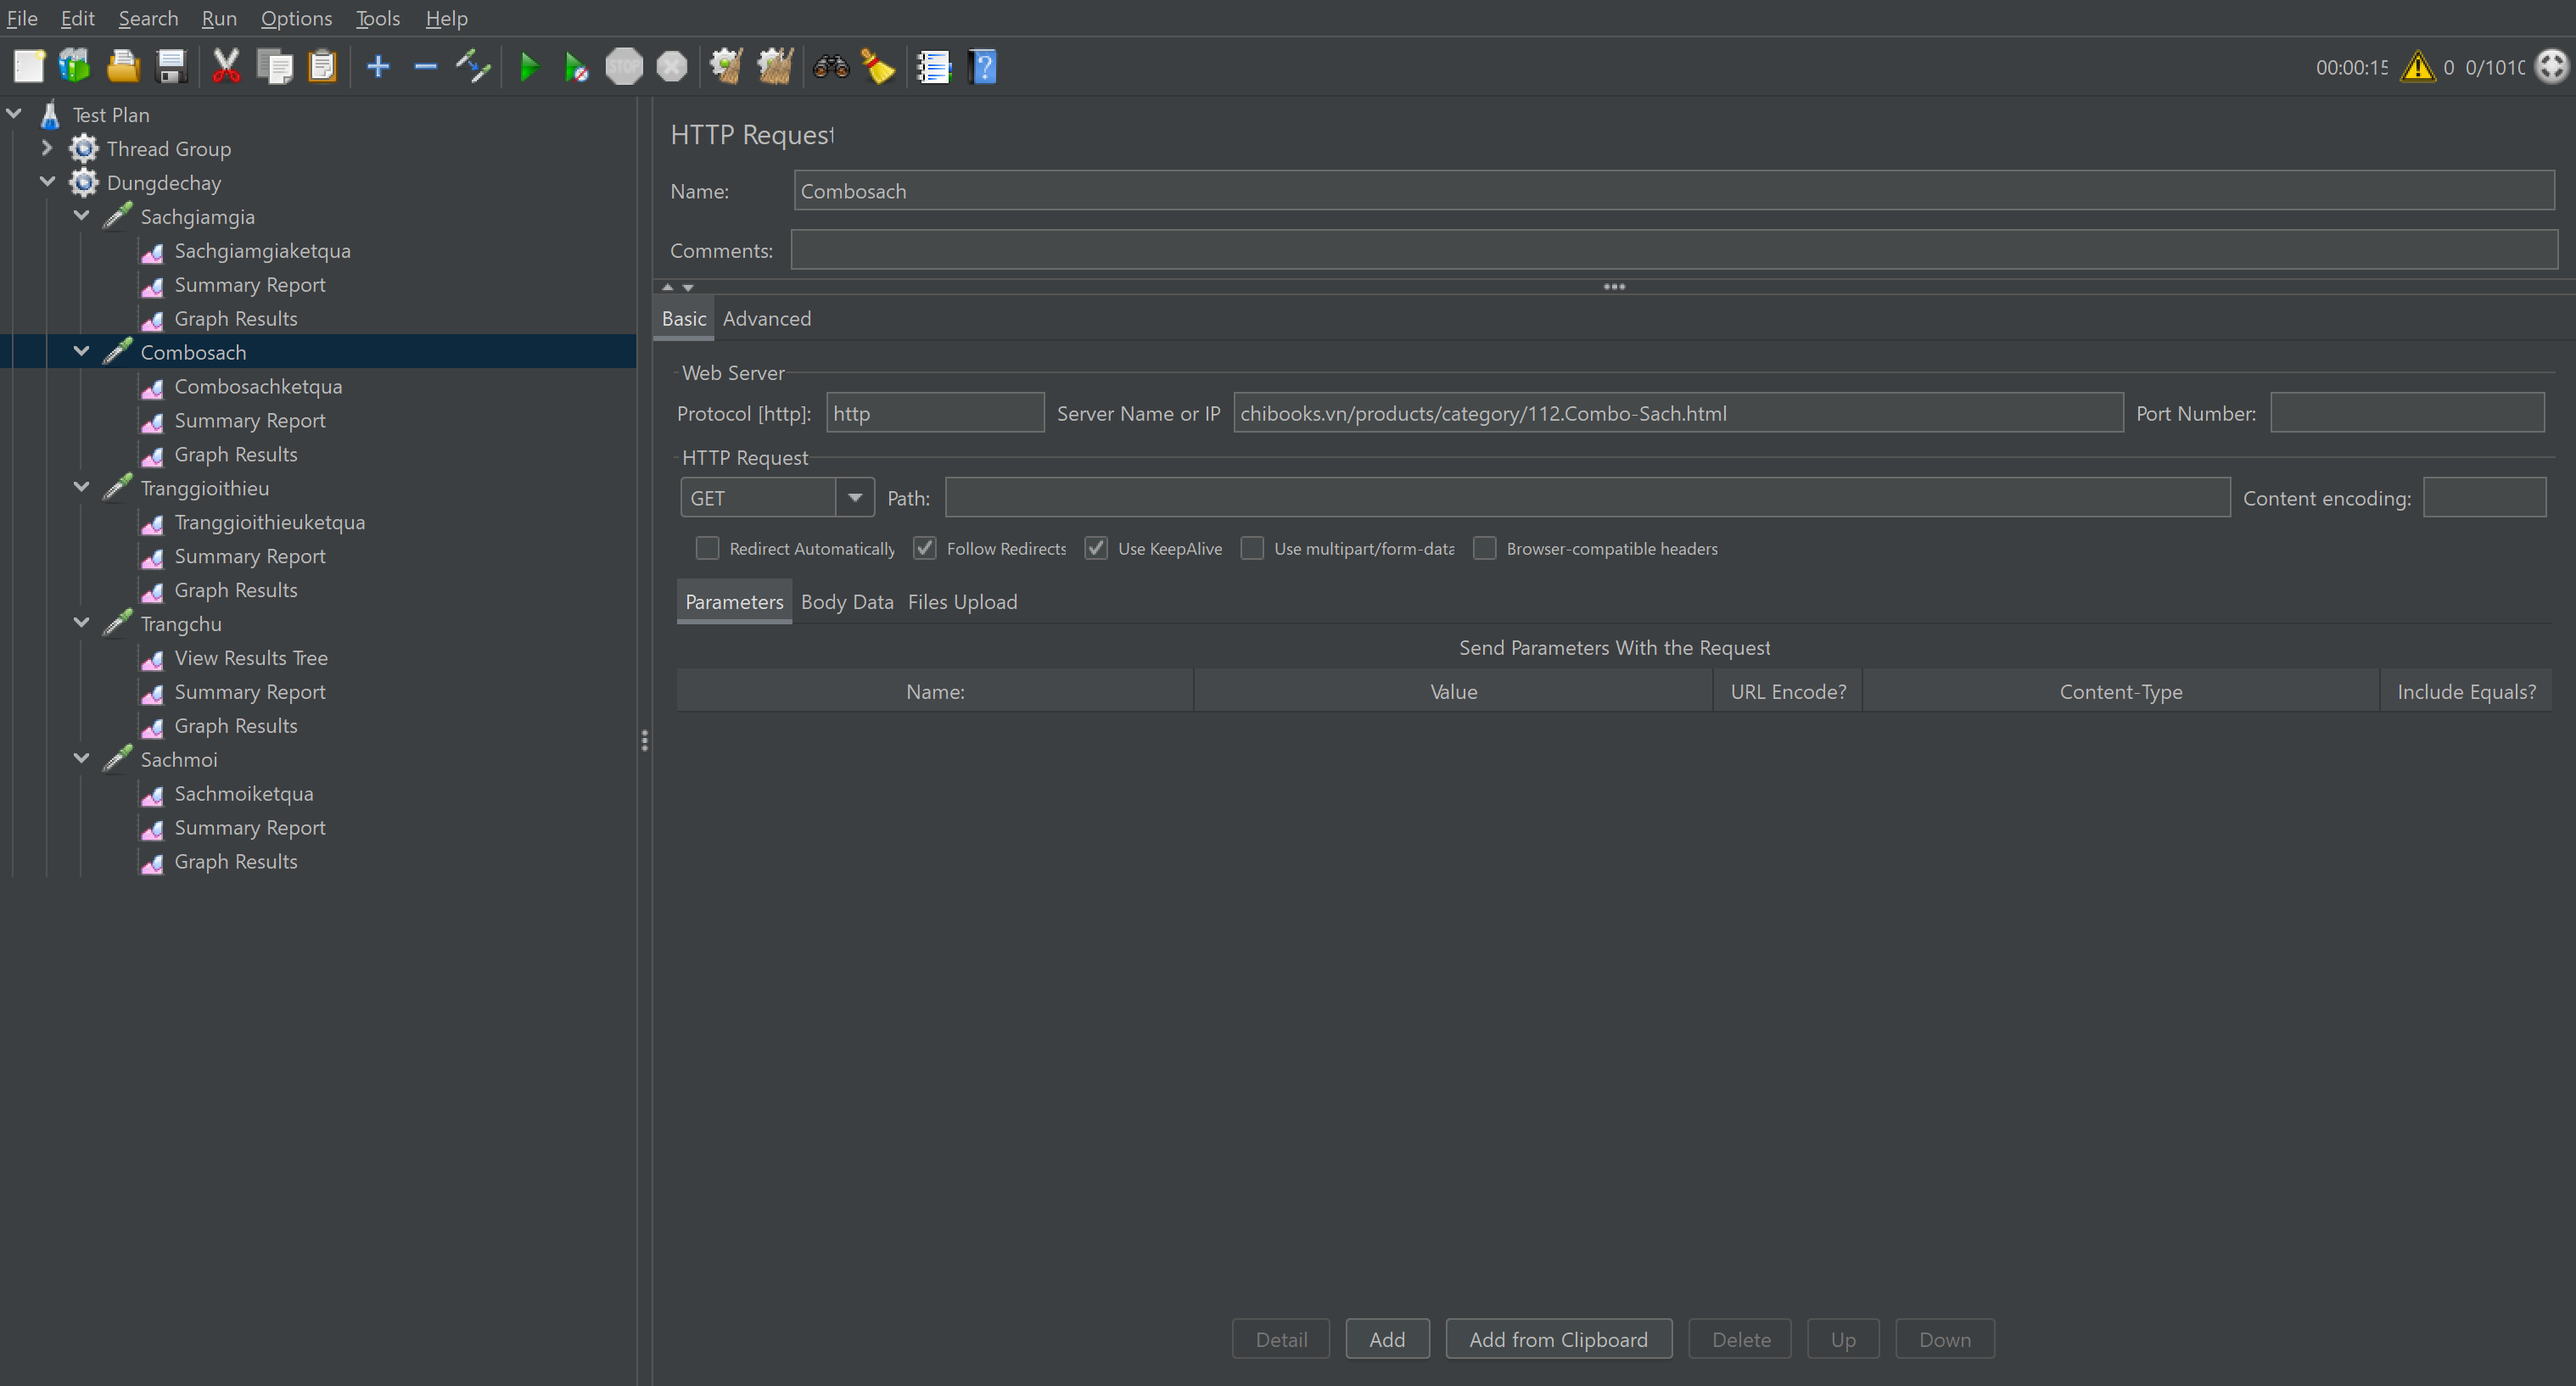 File Edit Search Run Options Tools Help
STOP
00:00:15 0 0/1010
Test Plan
Thread Group
Dungdechay
Sachgiamgia
Sachgiamgiaketqua
Summary Report
Graph Results
Combosach
Combosachketqua
Summary Report
Graph Results
Tranggioithieu
Tranggioithieuketqua
Summary Report
Graph Results
Trangchu
View Results Tree
Summary Report
Graph Results
Sachmoi
Sachmoiketqua
Summary Report
Graph Results
HTTP Request
Name: Combosach
Comments:
Basic Advanced
Web Server
Protocol [http]: http Server Name or IP chibooks.vn/products/category/112.Combo-Sach.html Port Number:
HTTP Request
GET Path: Content encoding:
Redirect Automatically Follow Redirects Use KeepAlive Use multipart/form-data Browser-compatible headers
Parameters Body Data Files Upload
Send Parameters With the Request
Name: Value URL Encode? Content-Type Include Equals?
Detail Add Add from Clipboard Delete Up Down